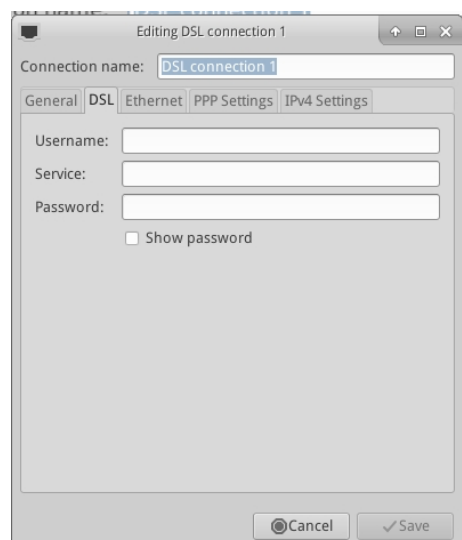 Editing DSL connection 1
Connection name: DSL connection 1
General DSL Ethernet PPP Settings IPv4 Settings
Username:
Service:
Password:
Show password
Cancel Save